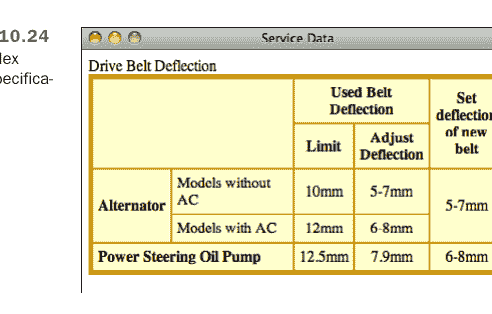 10.24
lex
pecifica-
Service Data
Drive Belt Deflection
Used Belt
Deflection
Set
deflection
of new
belt
Limit
Adjust
Deflection
Alternator
Models without
AC
10mm
5-7mm
5-7mm
Models with AC
12mm
6-8mm
Power Steering Oil Pump
12.5mm
7.9mm
6-8mm